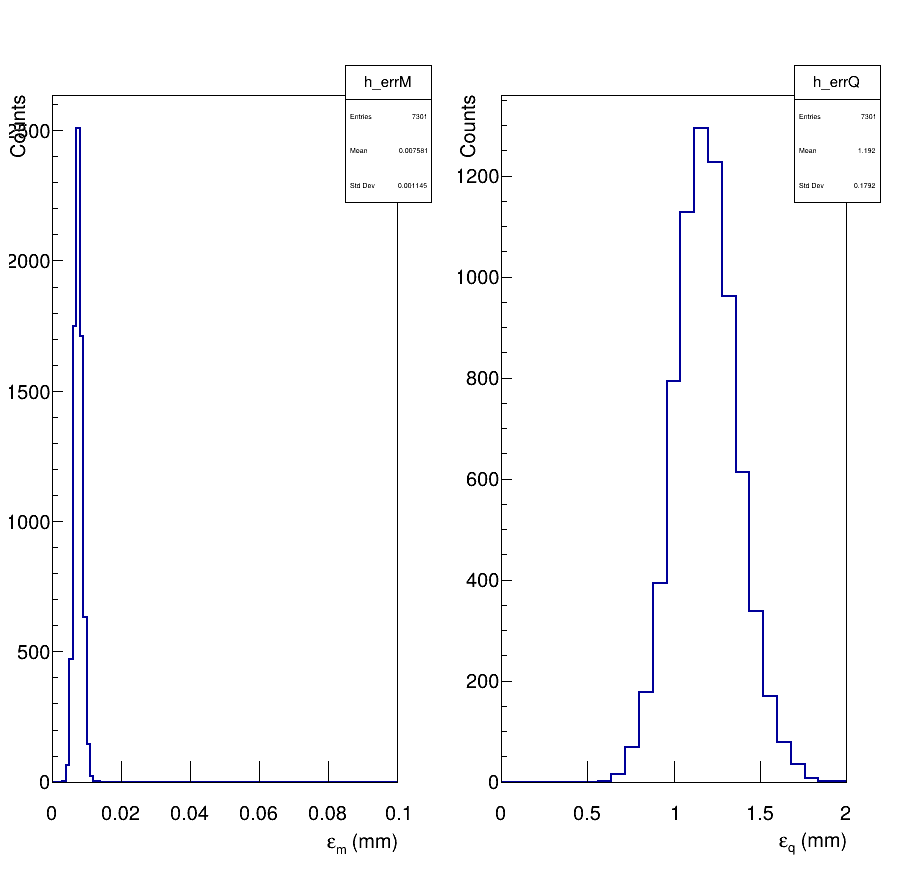 h_errM
Entries 7301
Mean 0.007581
Std Dev 0.001145
Counts
2500
2000
1500
1000
500
0
0 0.02 0.04 0.06 0.08 0.1
εm (mm)
h_errQ
Entries 7301
Mean 1.192
Std Dev 0.1792
Counts
1200
1000
800
600
400
200
0
0 0.5 1 1.5 2
εq (mm)